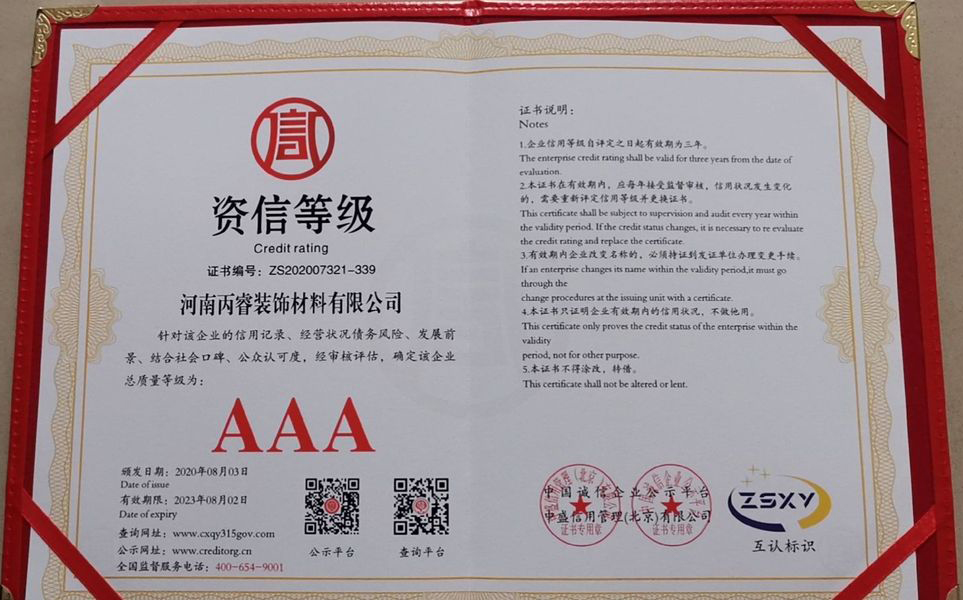 资信等级
Credit rating
证书编号：ZS202007321-339
河南丙睿装饰材料有限公司
针对该企业的信用记录、经营状况债务风险、发展前
景、结合社会口碑、公众认可度，经审核评估，确定该企业
总质量等级为：
AAA
颁发日期：2020年08月03日
Date of issue
有效期限：2023年08月02日
Date of expiry
查询网址：www.cxqy315gov.com
公示网址：www.creditorg.cn
全国监督服务电话：400-654-9001
公示平台
查询平台
证书说明：
Notes
1.企业信用等级自评定之日起有效期为三年。
The enterprise credit rating shall be valid for three years from the date of
evaluation.
2.本证书在有效期内，应每年接受监督审核，信用状况发生变化
的，需要重新评定信用等级并更换证书。
This certificate shall be subject to supervision and audit every year within
the validity period. If the credit status changes, it is necessary to re evaluate
the credit rating and replace the certificate.
3.有效期内企业改变名称的，必须持证到发证单位办理变更手续。
If an enterprise changes its name within the validity period,it must go
through the
change procedures at the issuing unit with a certificate.
4.本证书只证明企业有效期内的信用状况，不做他用。
This certificate only proves the credit status of the enterprise within the
validity
period, not for other purpose.
5.本证书不得涂改，转借。
This certificate shall not be altered or lent.
中国诚信企业公示平台
中盛信用管理(北京)有限公司
证书专用章
证书专用章
ZSXY
互认标识